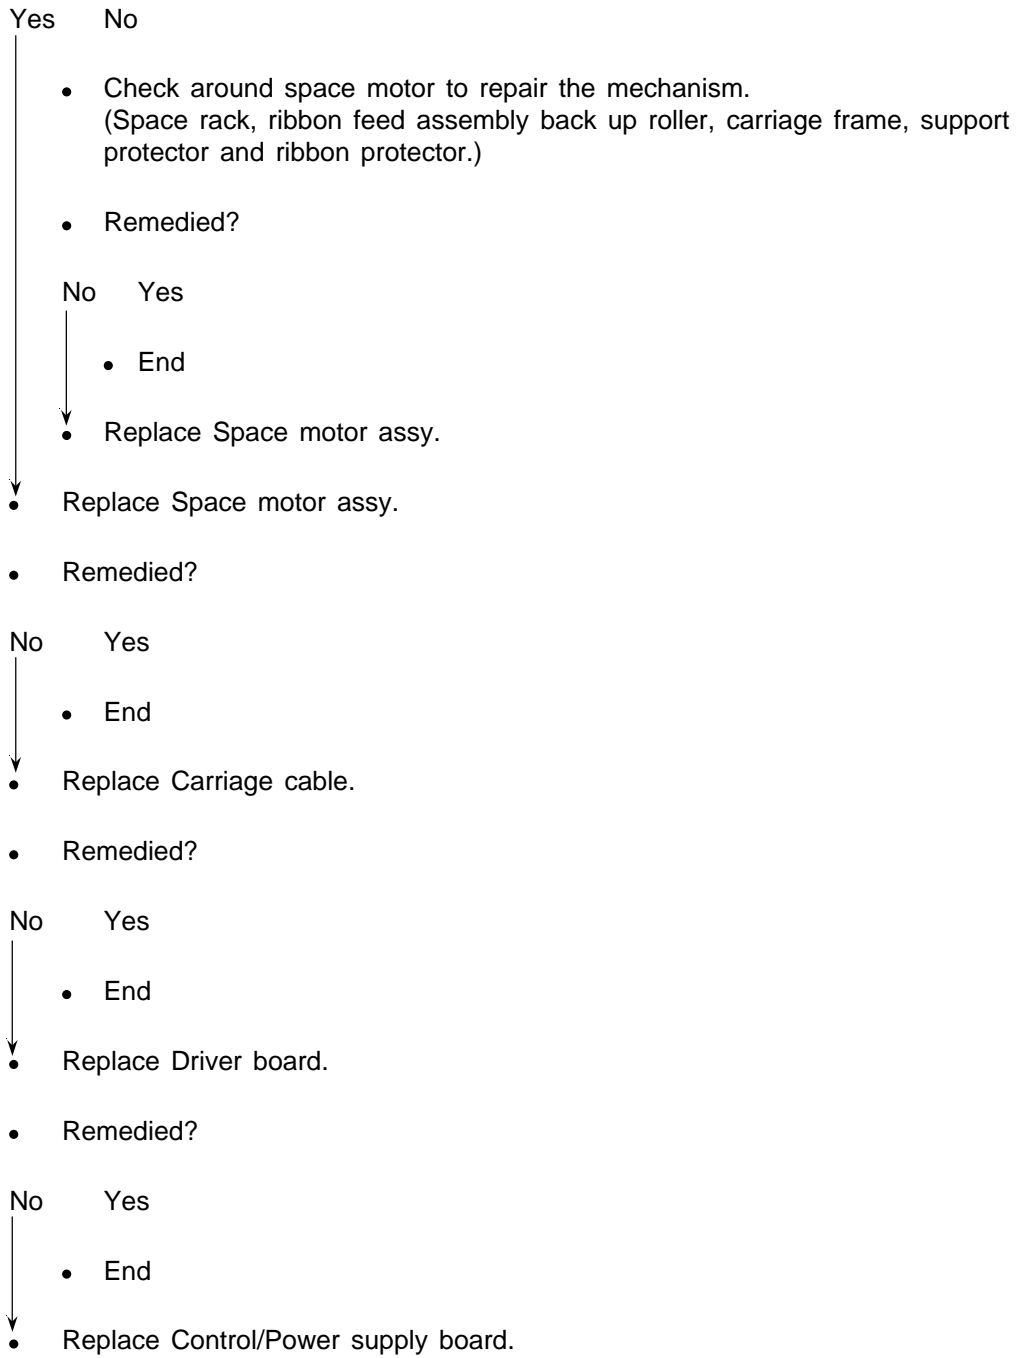 Yes No
• Check around space motor to repair the mechanism.
(Space rack, ribbon feed assembly back up roller, carriage frame, support
protector and ribbon protector.)
• Remedied?
No Yes
• End
• Replace Space motor assy.
• Replace Space motor assy.
• Remedied?
No Yes
• End
• Replace Carriage cable.
• Remedied?
No Yes
• End
• Replace Driver board.
• Remedied?
No Yes
• End
• Replace Control/Power supply board.